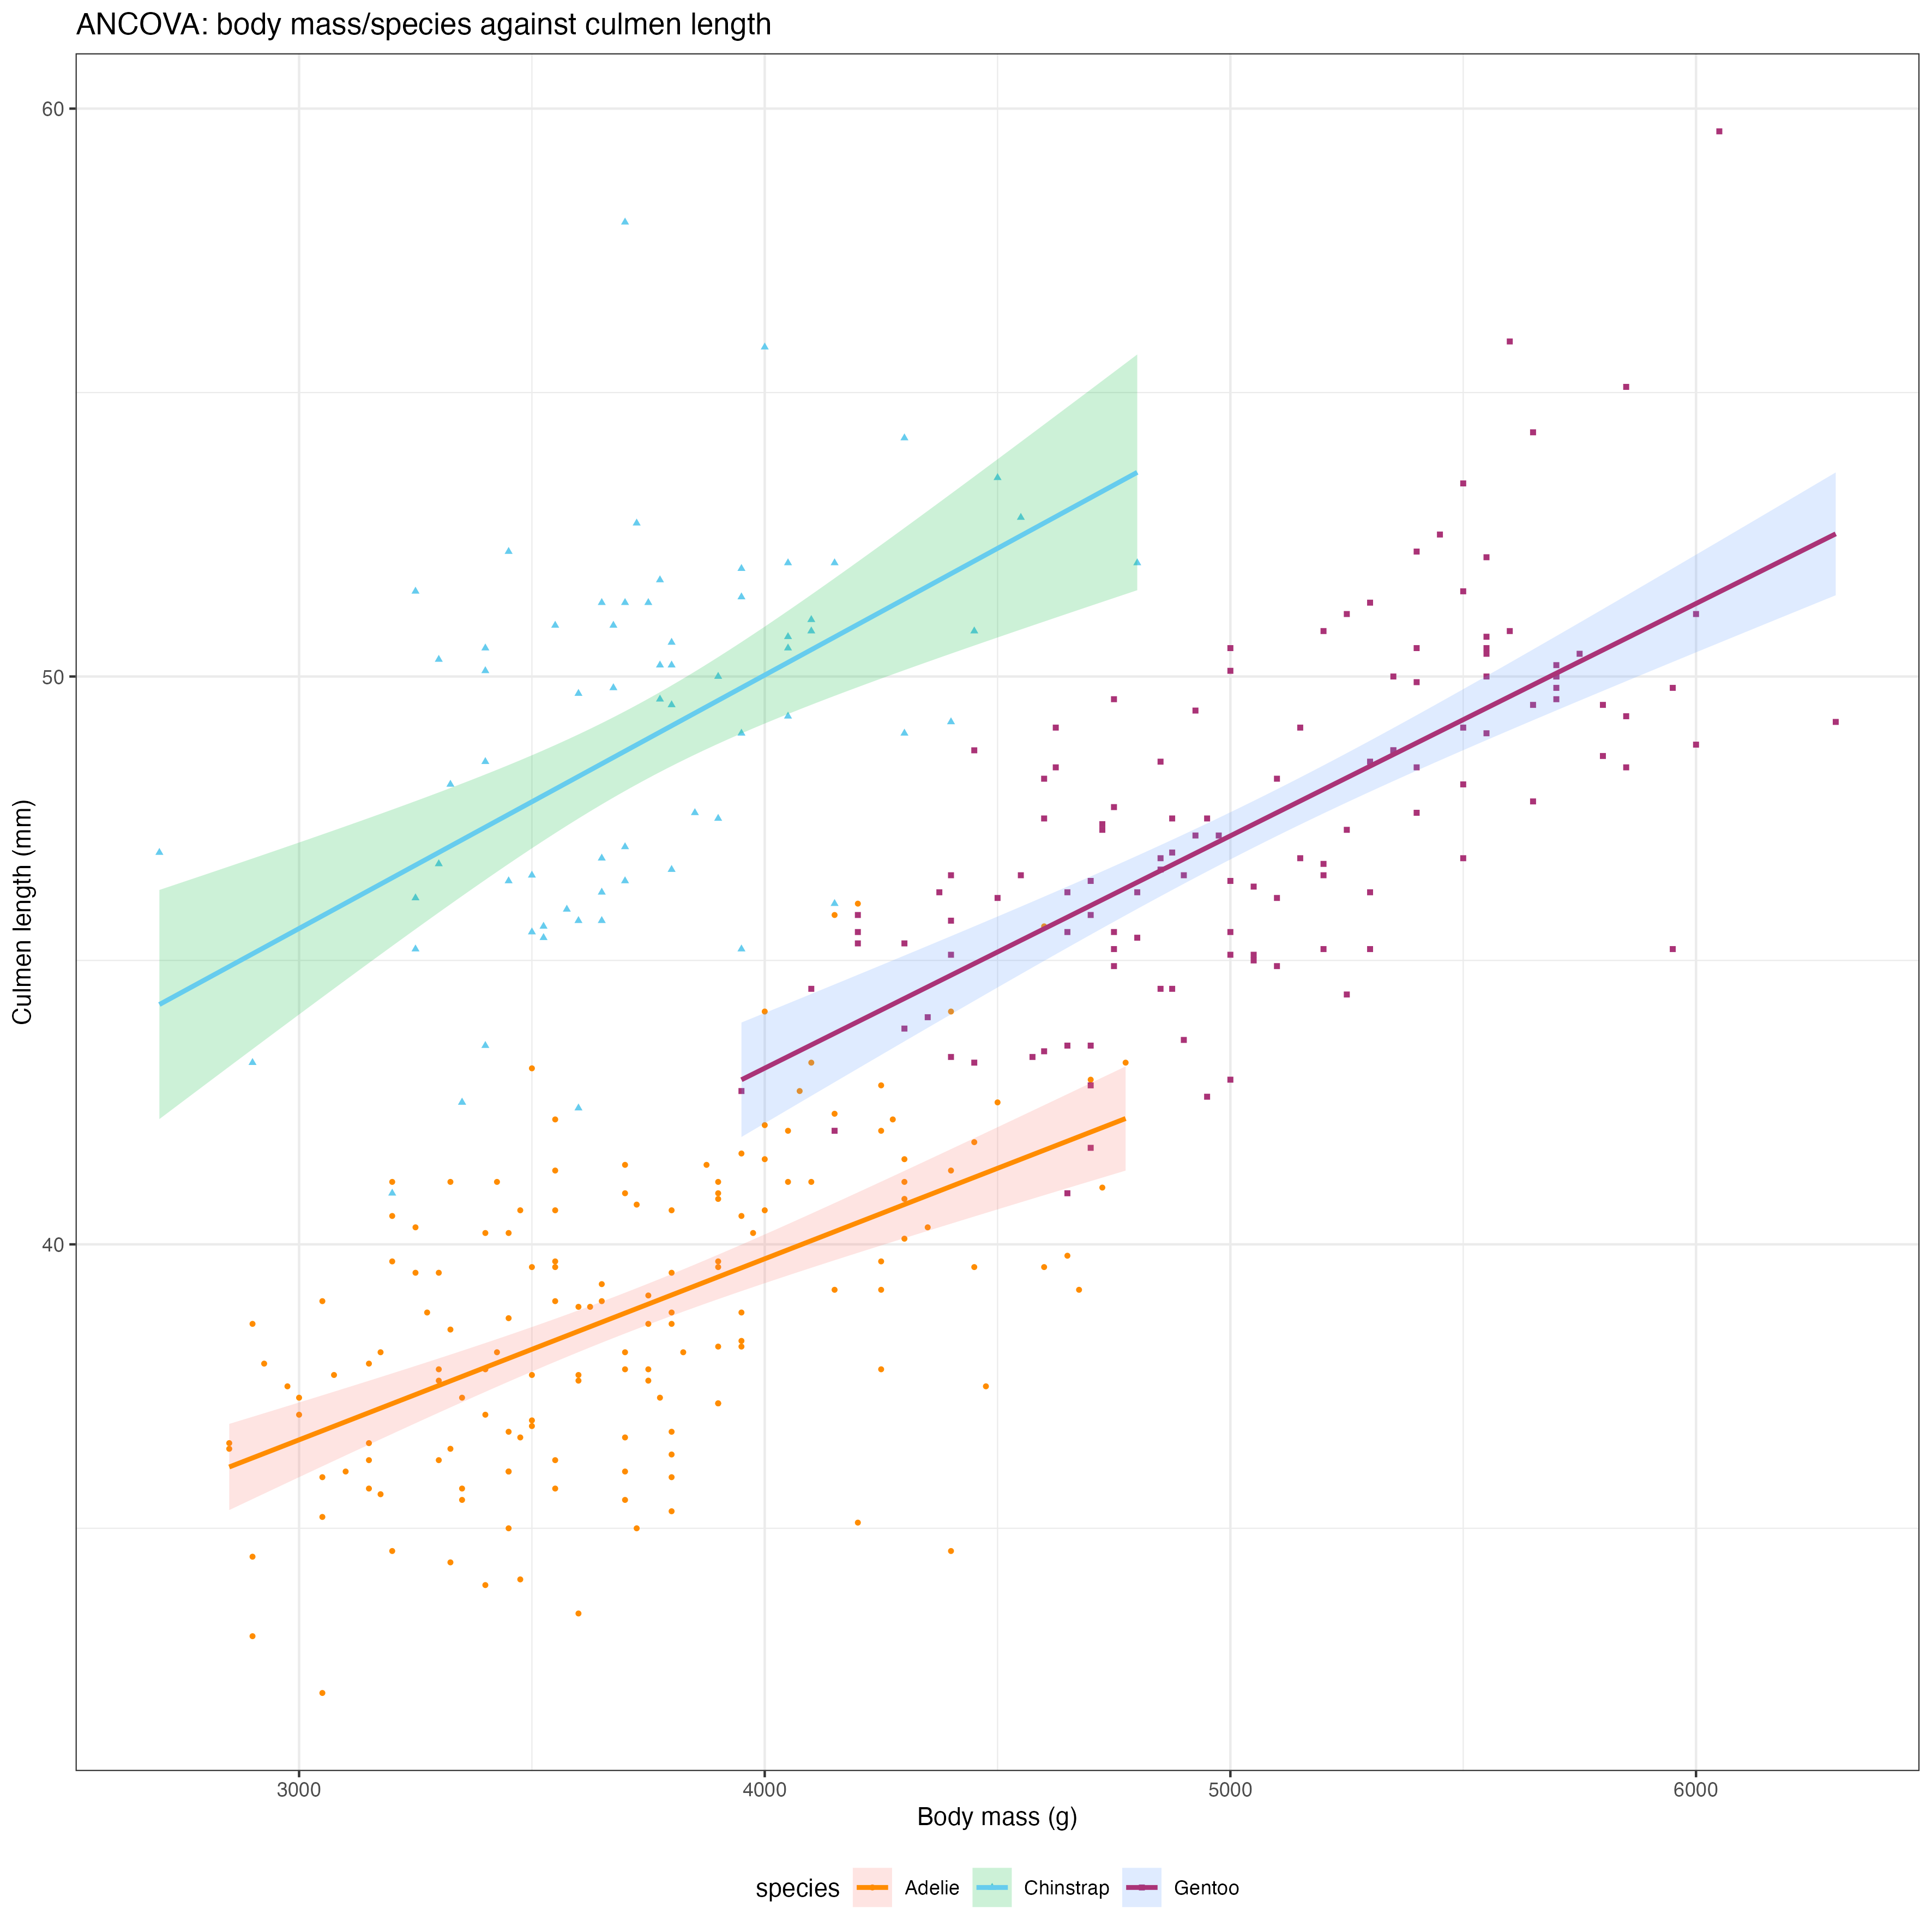 ANCOVA: body mass/species against culmen length
60
50
40
Culmen length (mm)
3000 4000 5000 6000
Body mass (g)
species Adelie Chinstrap Gentoo